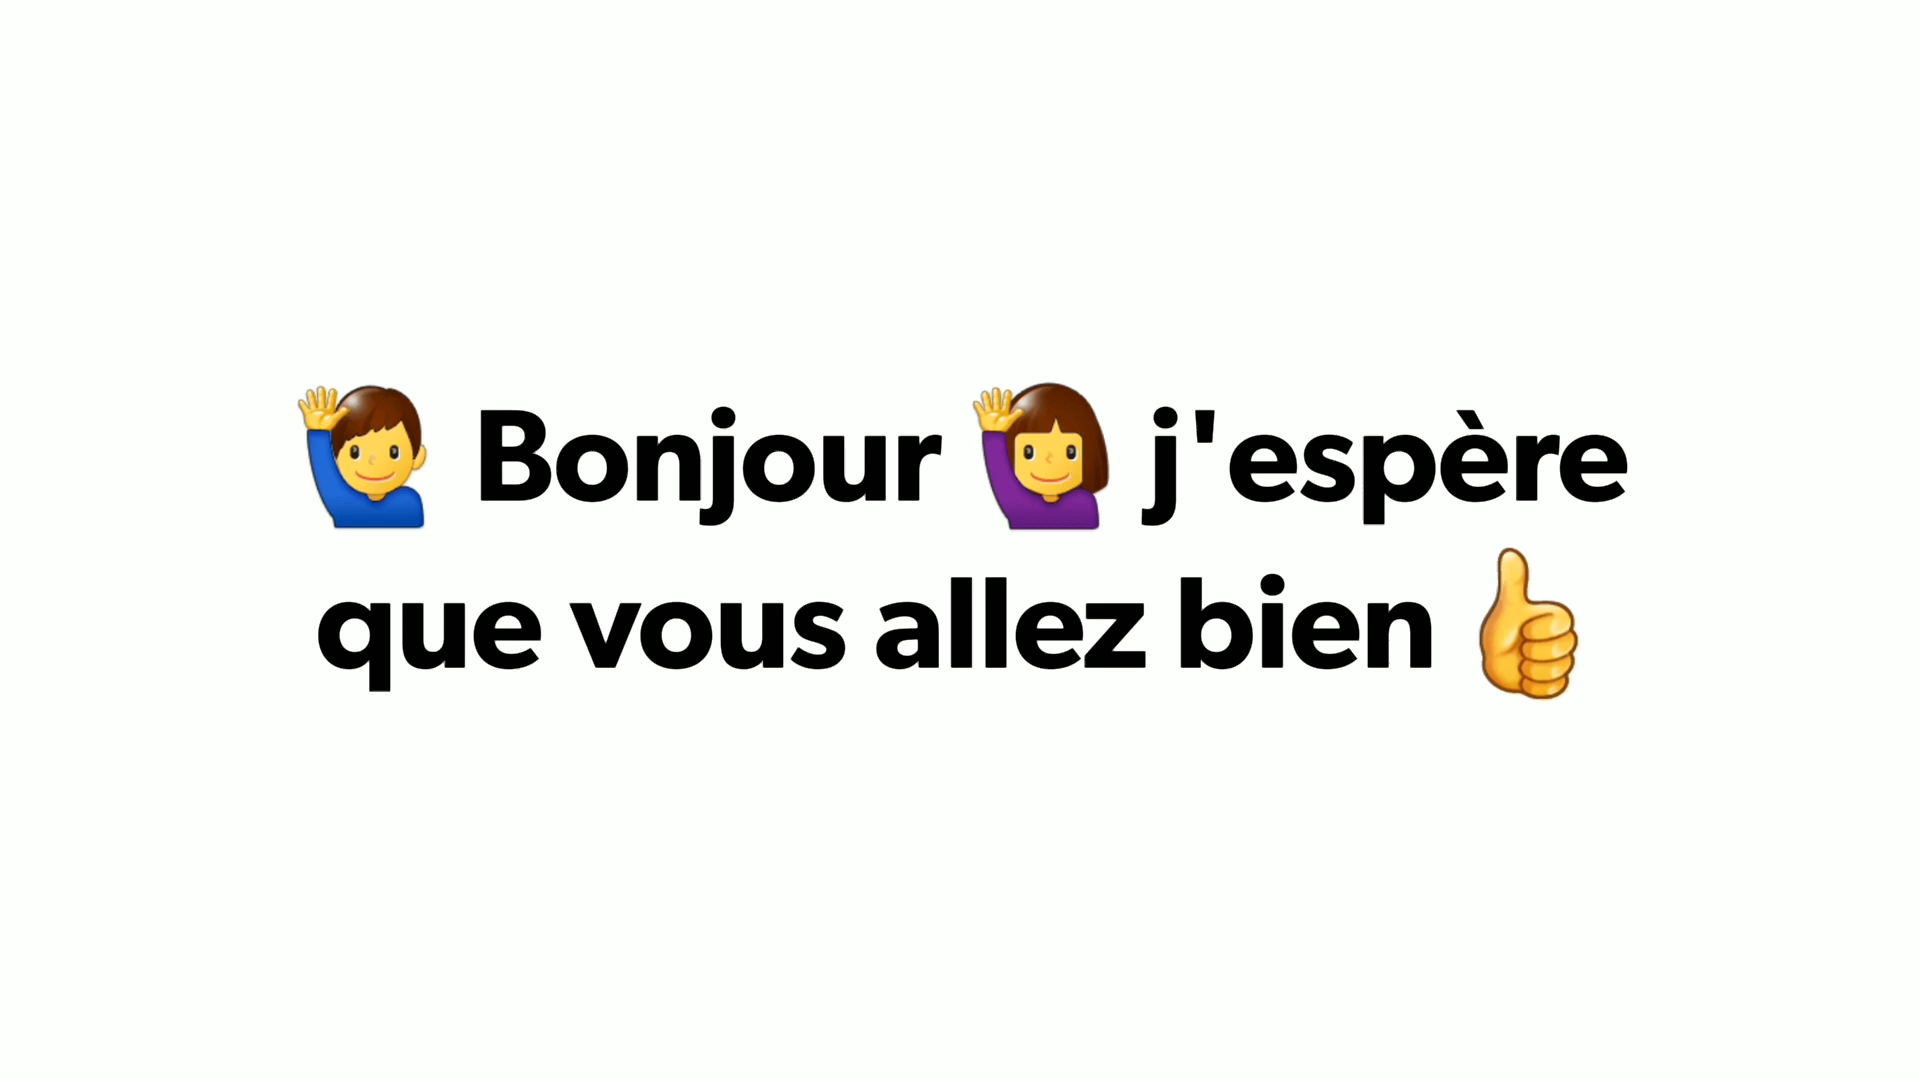 🙋‍♂️ Bonjour 🙋‍♀️ j'espère
que vous allez bien 👍